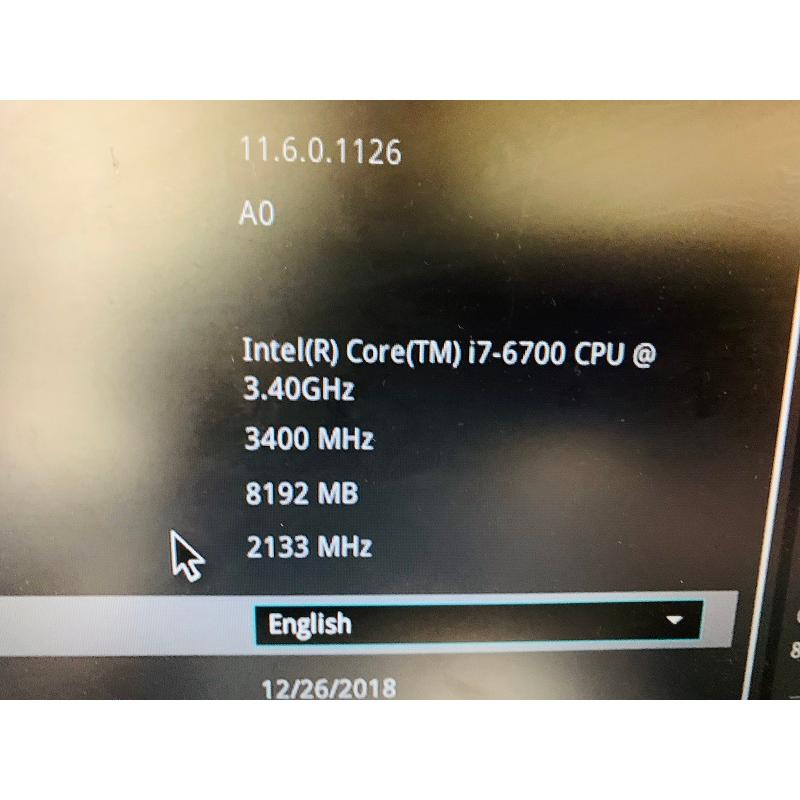 11.6.0.1126
A0
Intel(R) Core(TM) i7-6700 CPU @
3.40GHz
3400 MHz
8192 MB
2133 MHz
English
12/26/2018